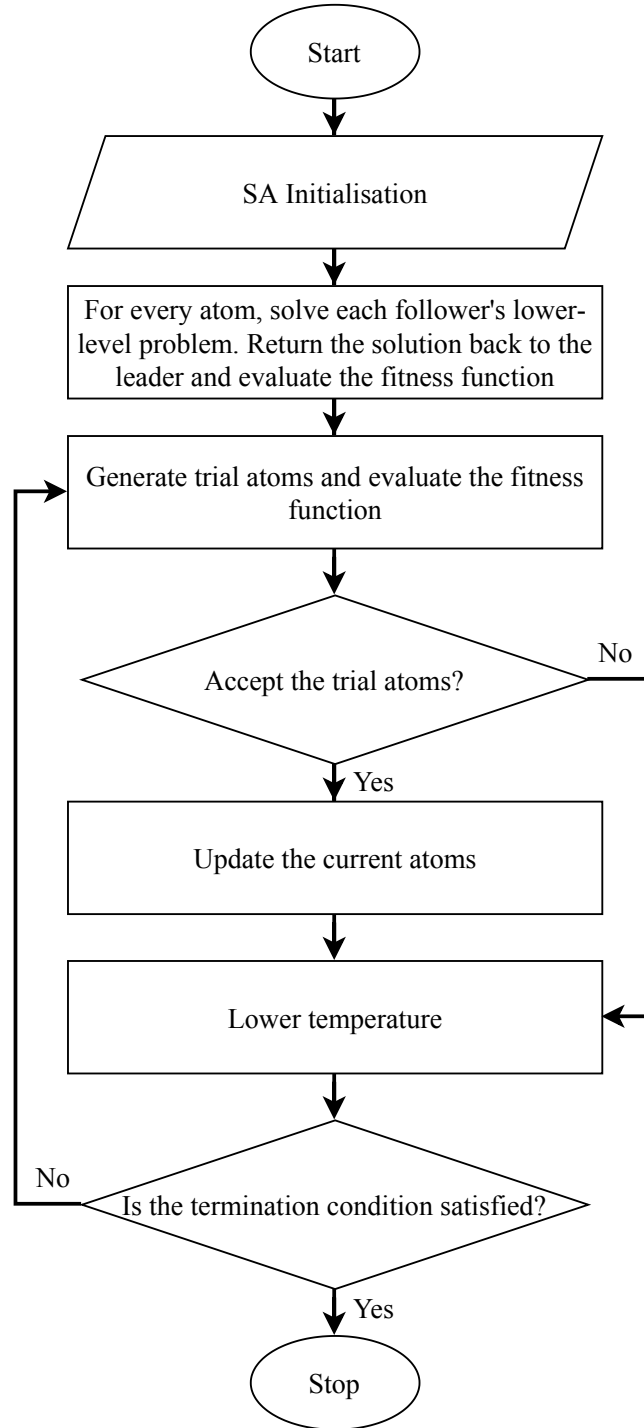 Start
SA Initialisation
For every atom, solve each follower's lower-
level problem. Return the solution back to the
leader and evaluate the fitness function
Generate trial atoms and evaluate the fitness
function
Accept the trial atoms?
No
Yes
Update the current atoms
Lower temperature
No
Is the termination condition satisfied?
Yes
Stop